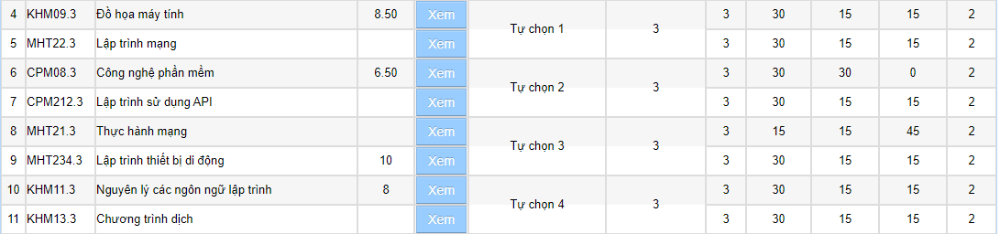 4 KHM09.3 Đồ họa máy tính 8.50 Xem Tự chọn 1 3 3 30 15 15 2
5 MHT22.3 Lập trình mạng Xem 3 30 15 15 2
6 CPM08.3 Công nghệ phần mềm 6.50 Xem Tự chọn 2 3 3 30 30 0 2
7 CPM212.3 Lập trình sử dụng API Xem 3 30 15 15 2
8 MHT21.3 Thực hành mạng Xem Tự chọn 3 3 3 15 15 45 2
9 MHT234.3 Lập trình thiết bị di động 10 Xem 3 30 15 15 2
10 KHM11.3 Nguyên lý các ngôn ngữ lập trình 8 Xem Tự chọn 4 3 3 30 15 15 2
11 KHM13.3 Chương trình dịch Xem 3 30 15 15 2